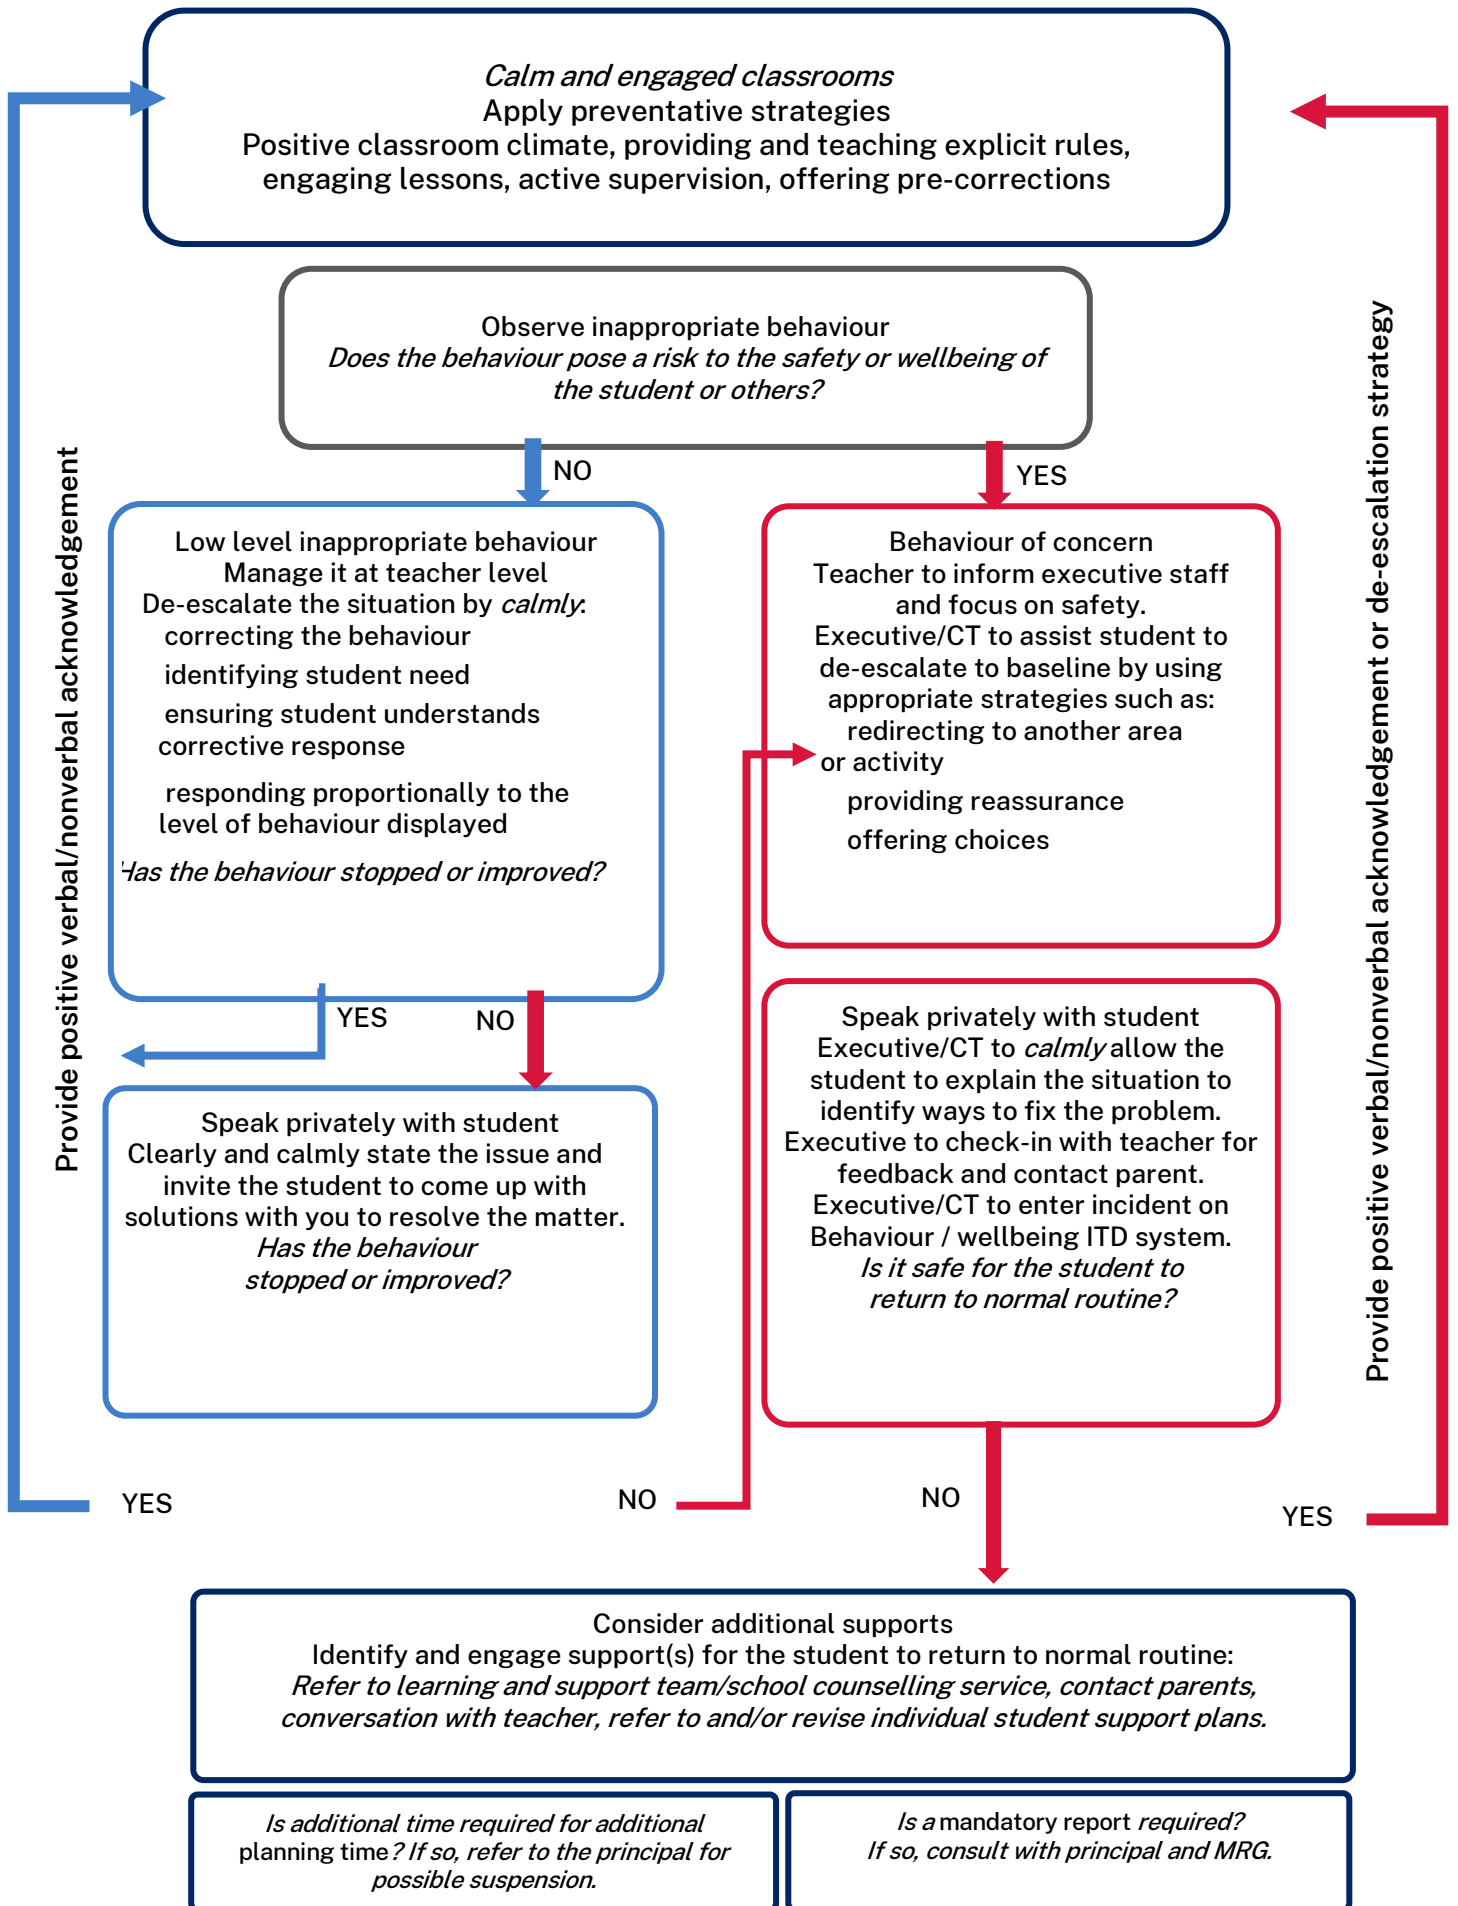 Calm and engaged classrooms
Apply preventative strategies
Positive classroom climate, providing and teaching explicit rules,
engaging lessons, active supervision, offering pre-corrections
Observe inappropriate behaviour
Does the behaviour pose a risk to the safety or wellbeing of
the student or others?
NO
YES
Provide positive verbal/nonverbal acknowledgement
Low level inappropriate behaviour
Manage it at teacher level
De-escalate the situation by calmly:
correcting the behaviour
identifying student need
ensuring student understands
corrective response
responding proportionally to the
level of behaviour displayed
Has the behaviour stopped or improved?
YES
NO
Speak privately with student
Clearly and calmly state the issue and
invite the student to come up with
solutions with you to resolve the matter.
Has the behaviour
stopped or improved?
YES
NO
Behaviour of concern
Teacher to inform executive staff
and focus on safety.
Executive/CT to assist student to
de-escalate to baseline by using
appropriate strategies such as:
redirecting to another area
or activity
providing reassurance
offering choices
Speak privately with student
Executive/CT to calmly allow the
student to explain the situation to
identify ways to fix the problem.
Executive to check-in with teacher for
feedback and contact parent.
Executive/CT to enter incident on
Behaviour / wellbeing ITD system.
Is it safe for the student to
return to normal routine?
NO
YES
Provide positive verbal/nonverbal acknowledgement or de-escalation strategy
Consider additional supports
Identify and engage support(s) for the student to return to normal routine:
Refer to learning and support team/school counselling service, contact parents,
conversation with teacher, refer to and/or revise individual student support plans.
Is additional time required for additional
planning time? If so, refer to the principal for
possible suspension.
Is a mandatory report required?
If so, consult with principal and MRG.